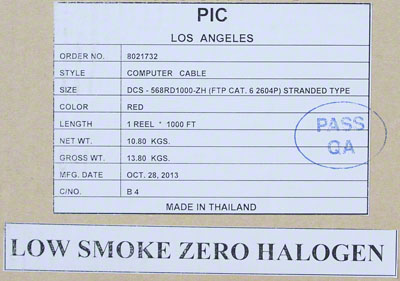 PIC
LOS ANGELES
ORDER NO. 8021732
STYLE COMPUTER CABLE
SIZE DCS - 568RD1000-ZH (FTP CAT. 6 2604P) STRANDED TYPE
COLOR RED
LENGTH 1 REEL * 1000 FT
NET WT. 10.80 KGS.
GROSS WT. 13.80 KGS.
MFG. DATE OCT. 28, 2013
C/NO. B 4
MADE IN THAILAND
PASS
QA
LOW SMOKE ZERO HALOGEN